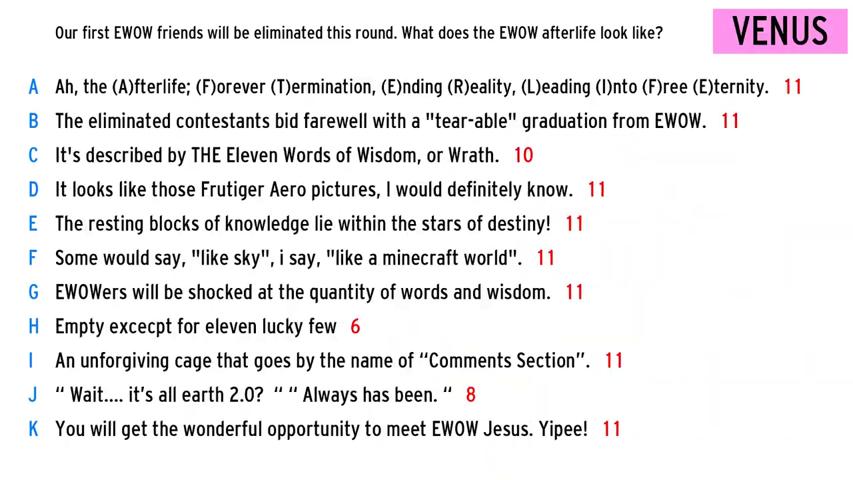 Our first EWOW friends will be eliminated this round. What does the EWOW afterlife look like?
VENUS
A Ah, the (A)fterlife; (F)orever (T)ermination, (E)nding (R)eality, (L)eading (I)nto (F)ree (E)ternity. 11
B The eliminated contestants bid farewell with a "tear-able" graduation from EWOW. 11
C It's described by THE Eleven Words of Wisdom, or Wrath. 10
D It looks like those Frutiger Aero pictures, I would definitely know. 11
E The resting blocks of knowledge lie within the stars of destiny! 11
F Some would say, "like sky", i say, "like a minecraft world". 11
G EWOWers will be shocked at the quantity of words and wisdom. 11
H Empty excecpt for eleven lucky few 6
I An unforgiving cage that goes by the name of “Comments Section”. 11
J “ Wait.... it’s all earth 2.0? “ “ Always has been. “ 8
K You will get the wonderful opportunity to meet EWOW Jesus. Yipee! 11